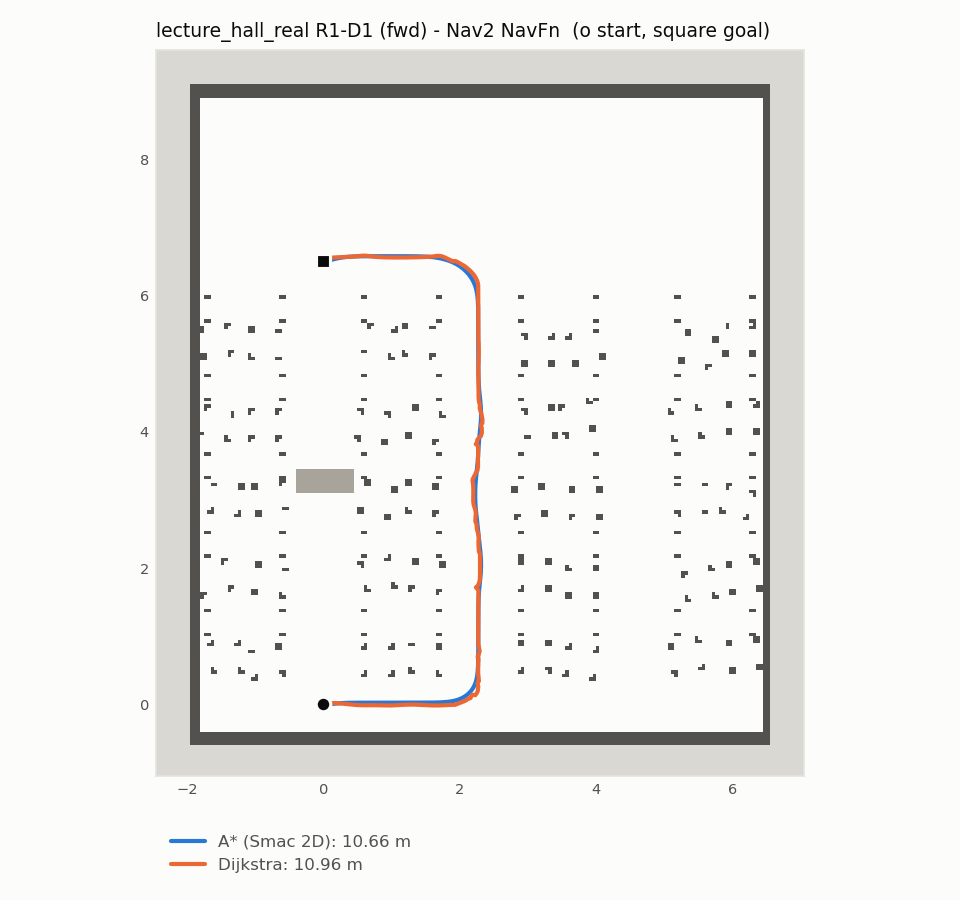 lecture_hall_real R1-D1 (fwd) - Nav2 NavFn  (o start, square goal)
8
6
4
2
0
−2 0 2 4 6
A* (Smac 2D): 10.66 m
Dijkstra: 10.96 m